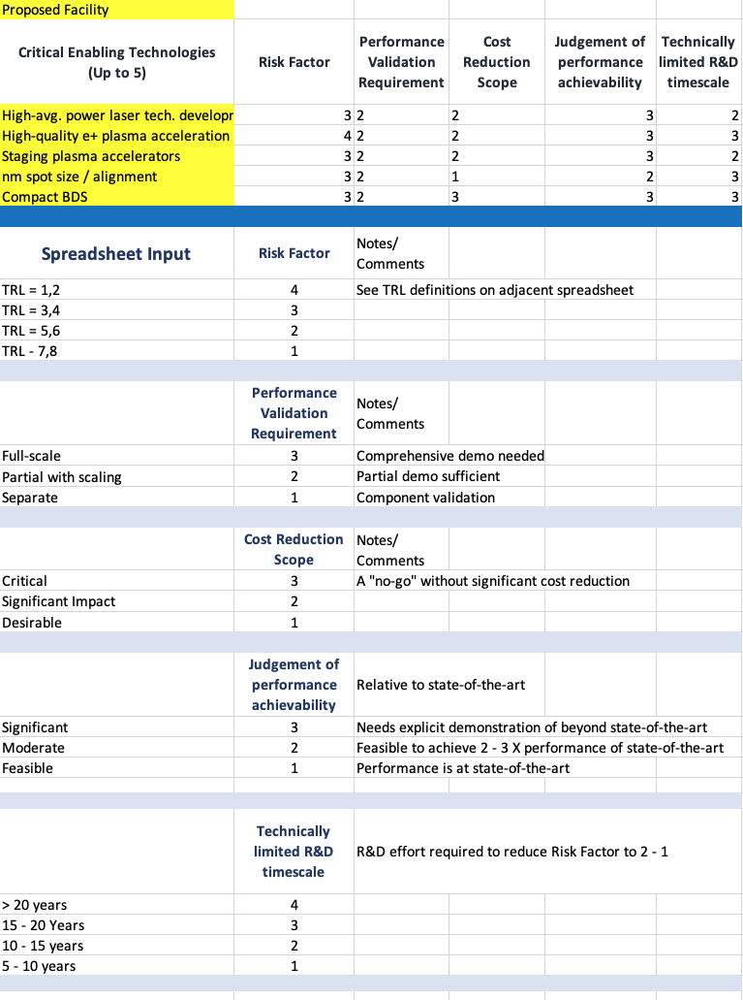 Proposed Facility
Critical Enabling Technologies (Up to 5) Risk Factor Performance Validation Requirement Cost Reduction Scope Judgement of performance achievability Technically limited R&D timescale
High-avg. power laser tech. developr 3 2 2 3 2
High-quality e+ plasma acceleration 4 2 2 3 3
Staging plasma accelerators 3 2 2 3 2
nm spot size / alignment 3 2 1 2 3
Compact BDS 3 2 3 3 3
Spreadsheet Input Risk Factor Notes/ Comments
TRL = 1,2 4 See TRL definitions on adjacent spreadsheet
TRL = 3,4 3
TRL = 5,6 2
TRL - 7,8 1
Performance Validation Requirement Notes/ Comments
Full-scale 3 Comprehensive demo needed
Partial with scaling 2 Partial demo sufficient
Separate 1 Component validation
Cost Reduction Scope Notes/ Comments
Critical 3 A "no-go" without significant cost reduction
Significant Impact 2
Desirable 1
Judgement of performance achievability Relative to state-of-the-art
Significant 3 Needs explicit demonstration of beyond state-of-the-art
Moderate 2 Feasible to achieve 2 - 3 X performance of state-of-the-art
Feasible 1 Performance is at state-of-the-art
Technically limited R&D timescale R&D effort required to reduce Risk Factor to 2 - 1
> 20 years 4
15 - 20 Years 3
10 - 15 years 2
5 - 10 years 1